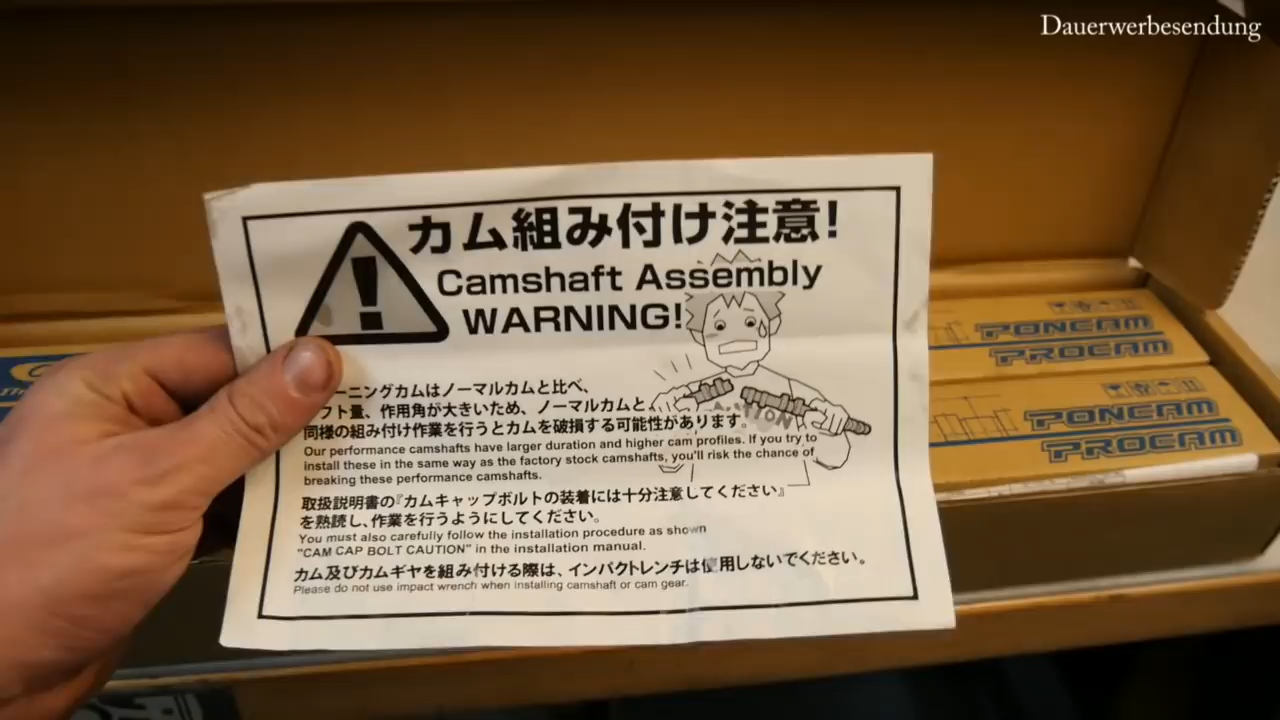 Dauerwerbesendung
カム組み付け注意!
Camshaft Assembly
WARNING!
ーニングカムはノーマルカムと比べ、
フト量、作用角が大きいため、ノーマルカムと
同様の組み付け作業を行うとカムを破損する可能性があります。
Our performance camshafts have larger duration and higher cam profiles. If you try to
install these in the same way as the factory stock camshafts, you'll risk the chance of
breaking these performance camshafts.
取扱説明書の『カムキャップボルトの装着には十分注意してください』
を熟読し、作業を行うようにしてください。
You must also carefully follow the installation procedure as shown
"CAM CAP BOLT CAUTION" in the installation manual.
カム及びカムギヤを組み付ける際は、インパクトレンチは使用しないでください。
Please do not use impact wrench when installing camshaft or cam gear.
PONCAM
PROCAM
PONCAM
PROCAM